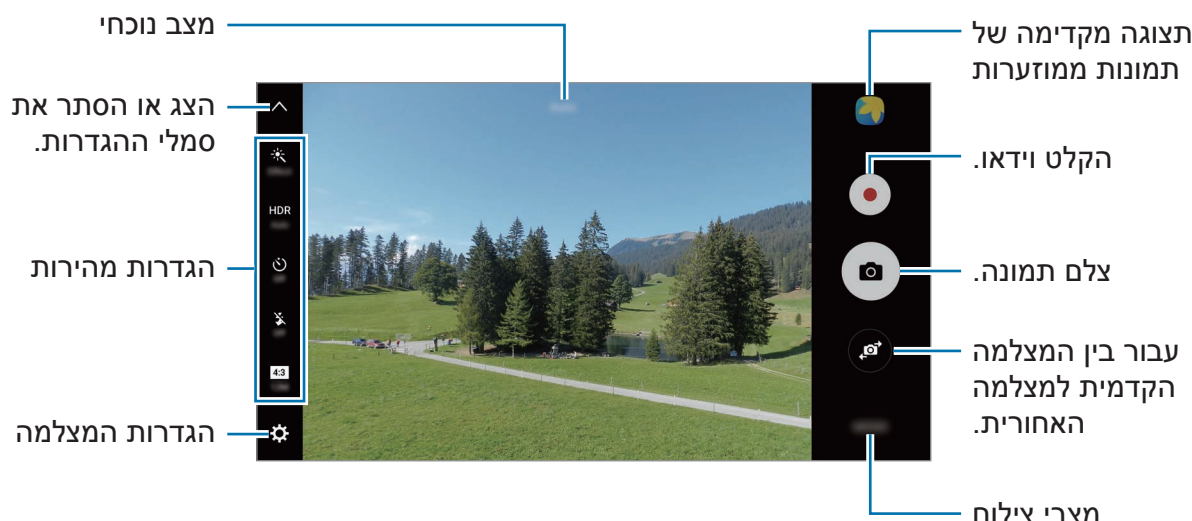 מצב נוכחי
הצג או הסתר את
סמלי ההגדרות.
הגדרות מהירות
הגדרות המצלמה
HDR
4:3
תצוגה מקדימה של
תמונות ממוזערות
הקלט וידאו.
צלם תמונה.
עבור בין המצלמה
הקדמית למצלמה
האחורית.
מצבי צילום